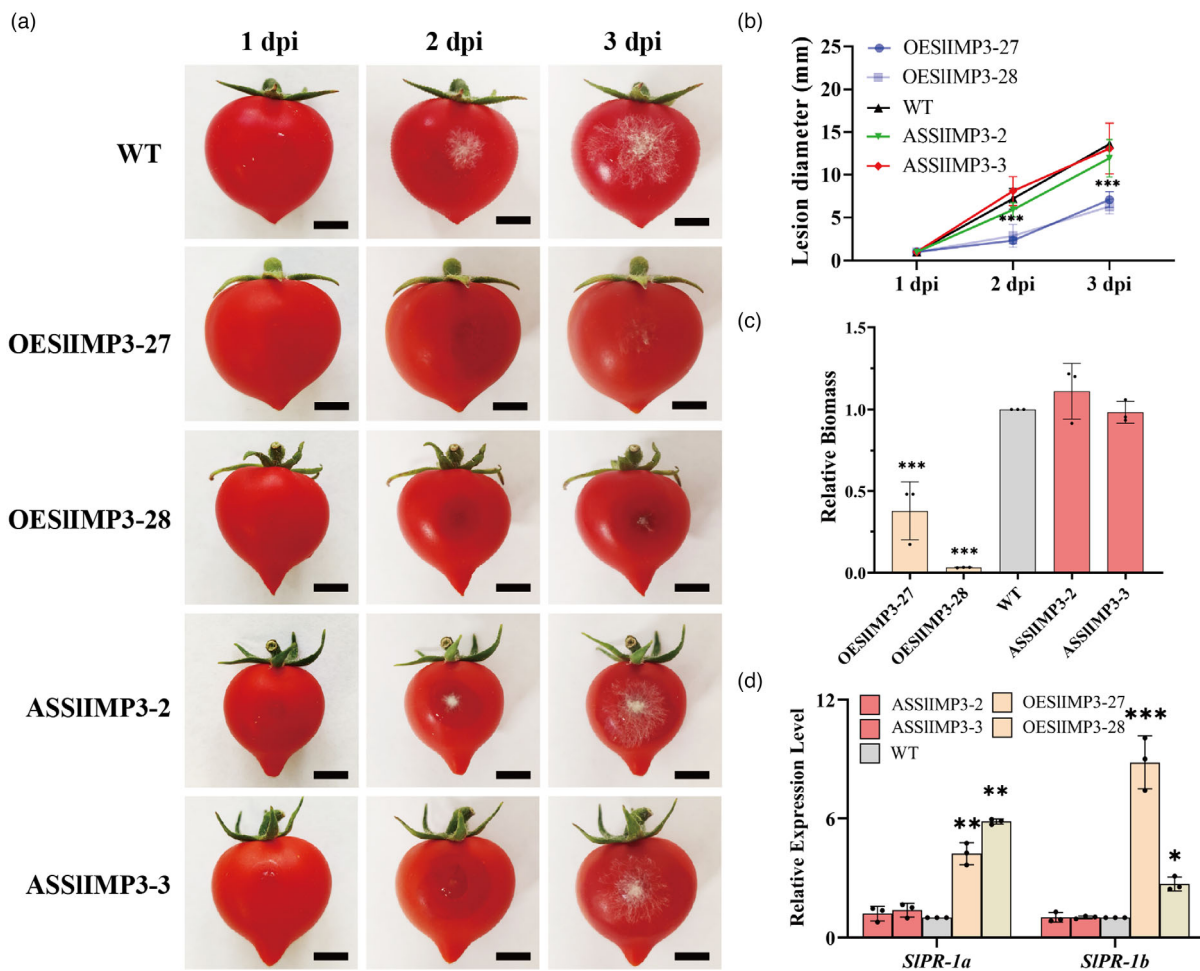 (a)
1 dpi 2 dpi 3 dpi
WT
OESlIMP3-27
OESlIMP3-28
ASSlIMP3-2
ASSlIMP3-3
(b)
Lesion diameter (mm)
25
20
15
10
5
0
OESlIMP3-27
OESlIMP3-28
WT
ASSlIMP3-2
ASSlIMP3-3
***
***
1 dpi 2 dpi 3 dpi
(c)
Relative Biomass
1.5
1.0
0.5
0.0
***
***
OESlIMP3-27 OESlIMP3-28 WT ASSlIMP3-2 ASSlIMP3-3
(d)
Relative Expression Level
12
6
0
ASSlIMP3-2 OESlIMP3-27
ASSlIMP3-3 OESlIMP3-28
WT
** ** *** *
SlPR-1a SlPR-1b